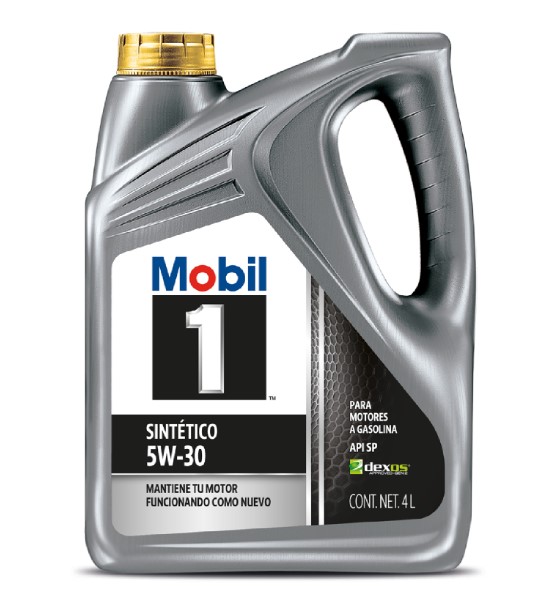 Mobil
1
TM
SINTÉTICO
5W-30
MANTIENE TU MOTOR
FUNCIONANDO COMO NUEVO
PARA
MOTORES
A GASOLINA
API SP
dexos
CONT. NET. 4 L